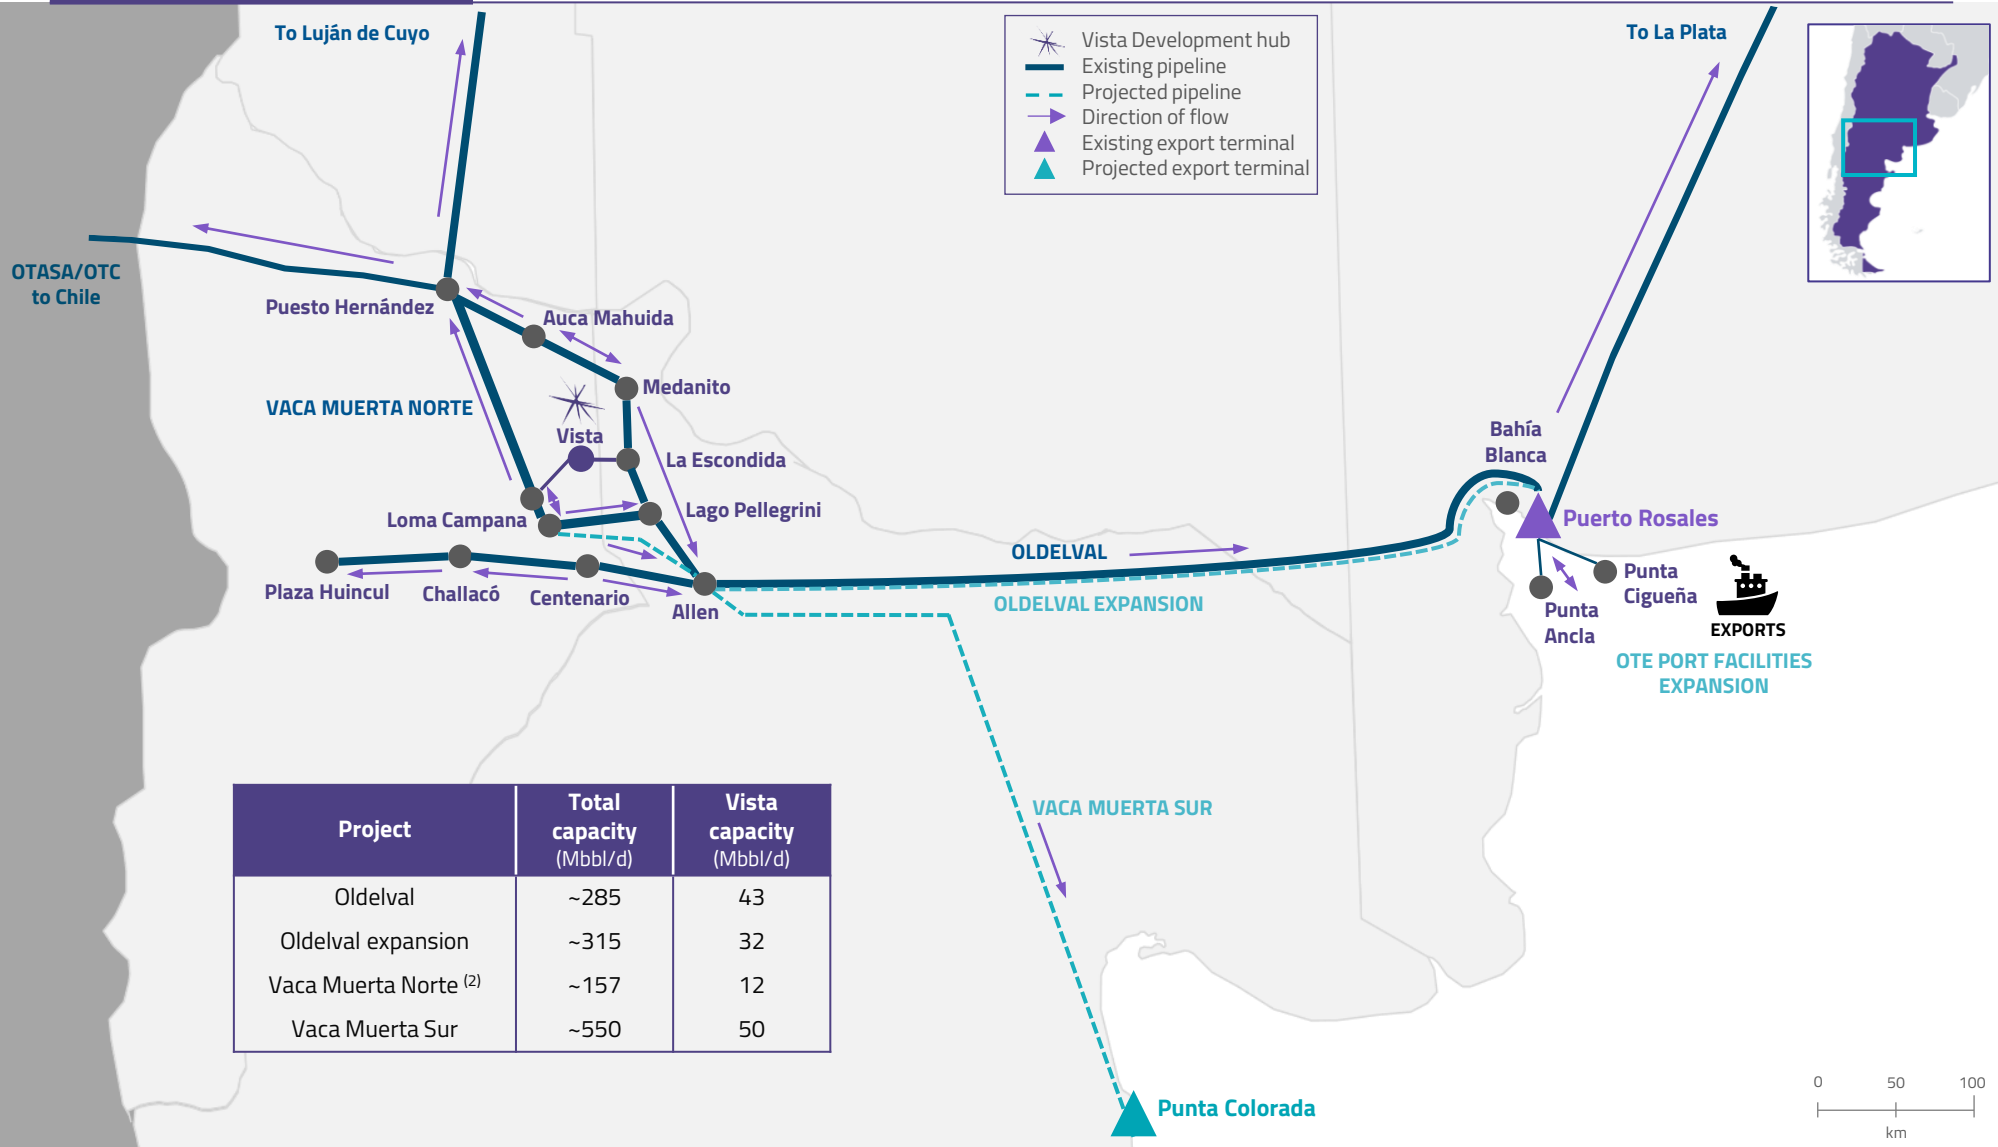 To Luján de Cuyo
Vista Development hub
Existing pipeline
Projected pipeline
Direction of flow
Existing export terminal
Projected export terminal
To La Plata
OTASA/OTC
to Chile
Puesto Hernández
Auca Mahuida
Medanito
VACA MUERTA NORTE
Vista
La Escondida
Loma Campana
Lago Pellegrini
Plaza Huincul
Challacó
Centenario
Allen
OLDELVAL
OLDELVAL EXPANSION
Bahía
Blanca
Puerto Rosales
Punta
Cigueña
Punta
Ancla
EXPORTS
OTE PORT FACILITIES
EXPANSION
VACA MUERTA SUR
Punta Colorada
Project Total capacity (Mbbl/d) Vista capacity (Mbbl/d)
Oldelval ~285 43
Oldelval expansion ~315 32
Vaca Muerta Norte (2) ~157 12
Vaca Muerta Sur ~550 50
0 50 100
km